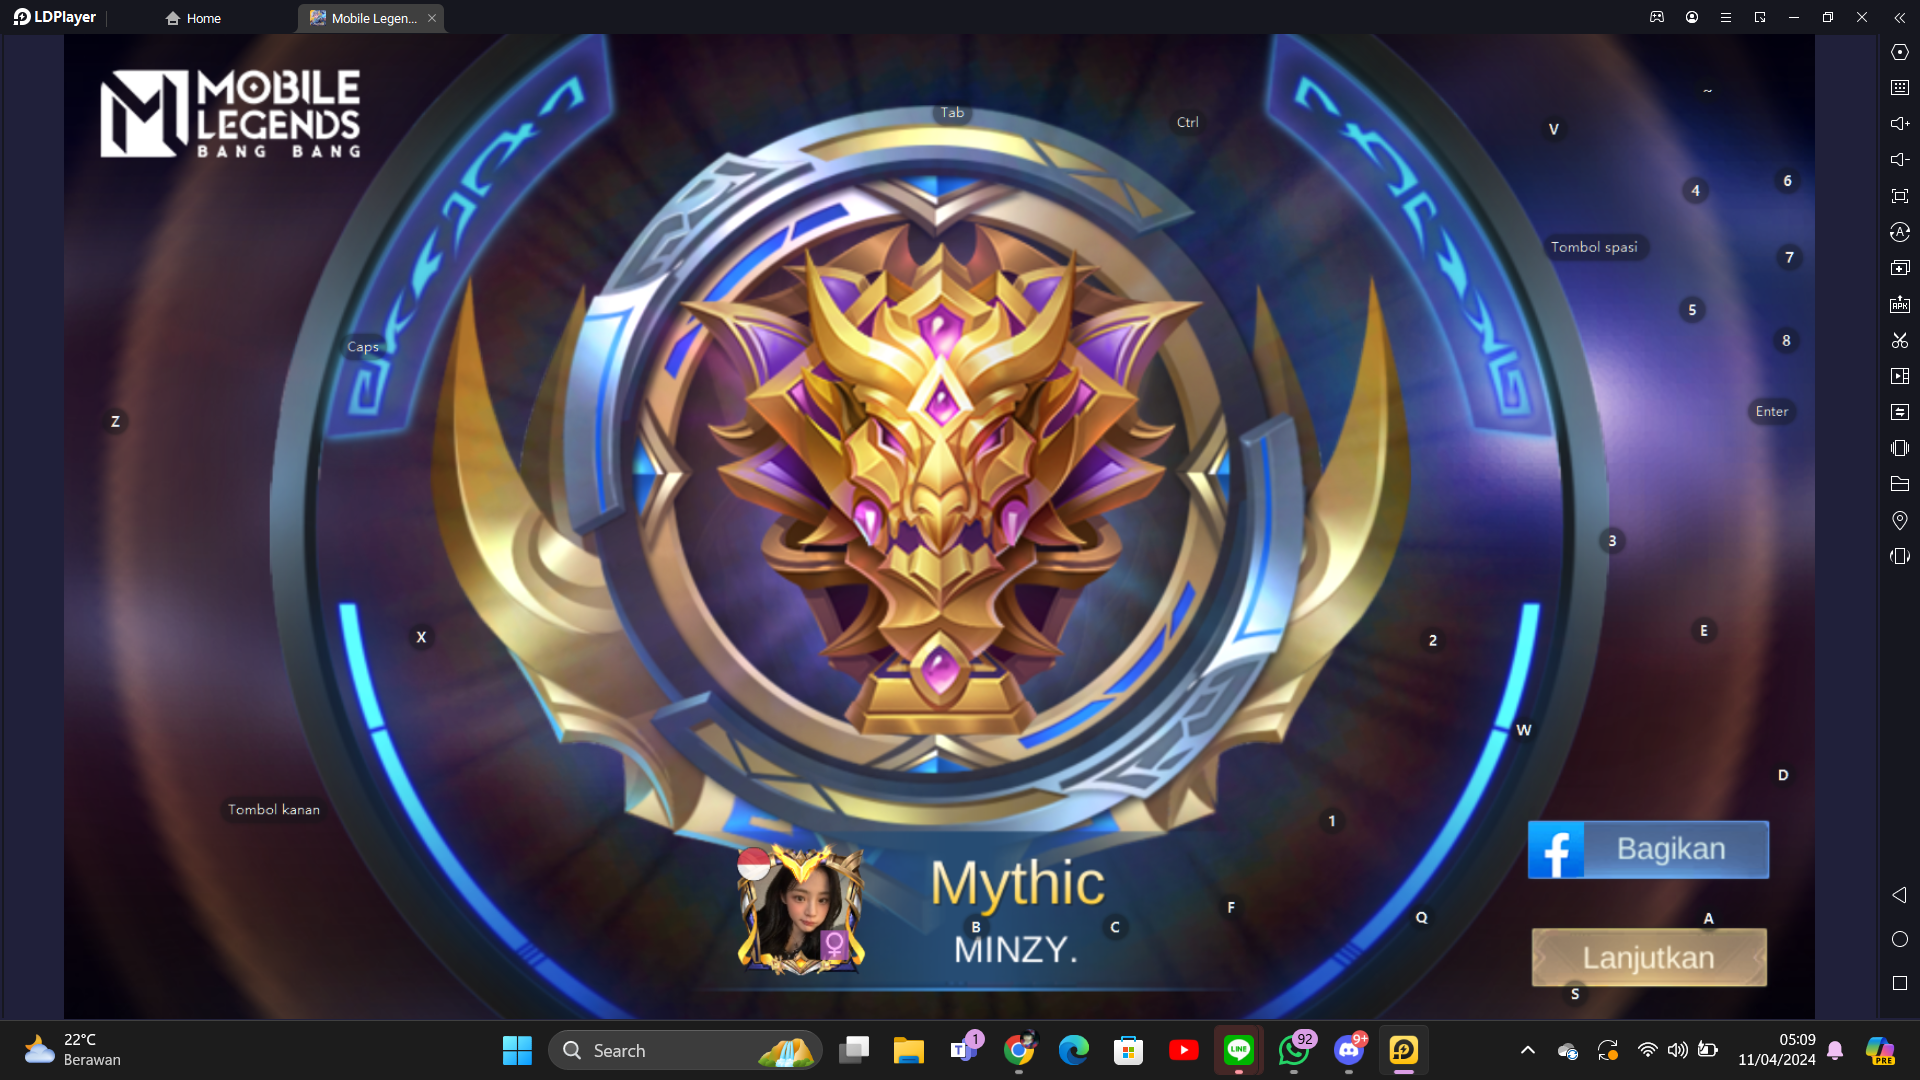 LDPlayer
Home
Mobile Legen...
MOBILE
LEGENDS
BANG BANG
Tab
Ctrl
~
V
4
6
Tombol spasi
7
5
8
Caps
Enter
Z
3
X
2
E
W
D
Tombol kanan
1
Bagikan
Mythic
F
Q
A
B
C
MINZY.
Lanjutkan
S
22°C
Berawan
Search
1
LINE
92
9+
05:09
11/04/2024
PRE